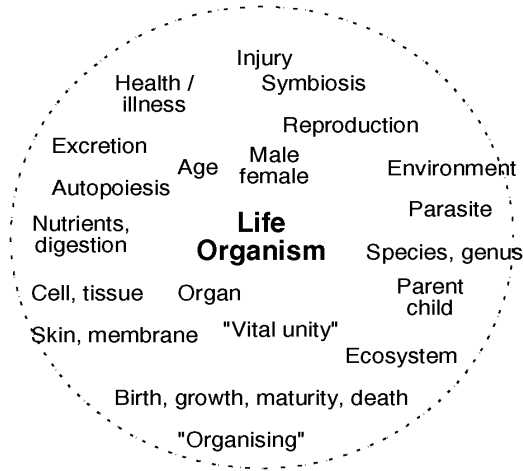 Injury
Health /
illness
Symbiosis
Reproduction
Excretion
Age
Male
female
Environment
Autopoiesis
Parasite
Nutrients,
digestion
Life
Organism
Species, genus
Cell, tissue
Organ
Parent
child
Skin, membrane
"Vital unity"
Ecosystem
Birth, growth, maturity, death
"Organising"